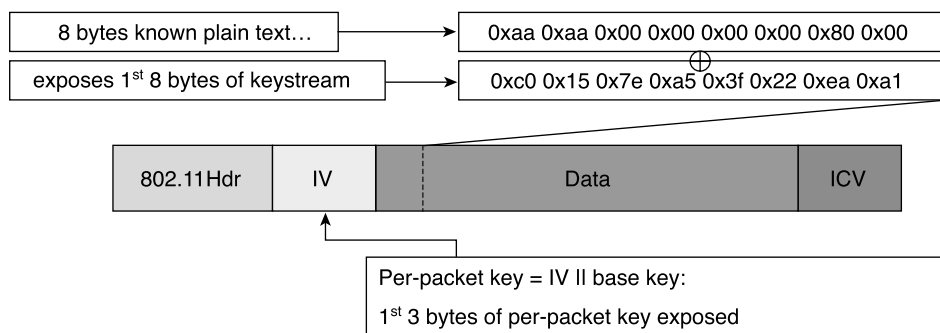 8 bytes known plain text…
0xaa 0xaa 0x00 0x00 0x00 0x00 0x80 0x00
exposes 1st 8 bytes of keystream
0xc0 0x15 0x7e 0xa5 0x3f 0x22 0xea 0xa1
802.11Hdr
IV
Data
ICV
Per-packet key = IV II base key:
1st 3 bytes of per-packet key exposed